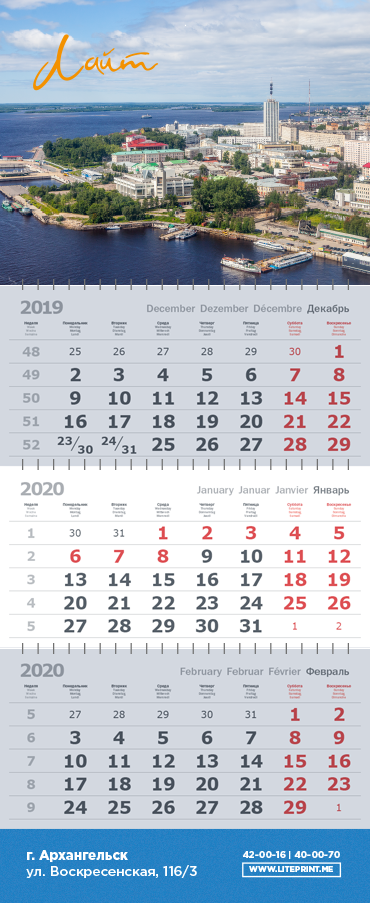 Лайт
2019 December Dezember Décembre Декабрь
Неделя Понедельник Вторник Среда Четверг Пятница Суббота Воскресенье
48 25 26 27 28 29 30 1
49 2 3 4 5 6 7 8
50 9 10 11 12 13 14 15
51 16 17 18 19 20 21 22
52 23/30 24/31 25 26 27 28 29
2020 January Januar Janvier Январь
Неделя Понедельник Вторник Среда Четверг Пятница Суббота Воскресенье
1 30 31 1 2 3 4 5
2 6 7 8 9 10 11 12
3 13 14 15 16 17 18 19
4 20 21 22 23 24 25 26
5 27 28 29 30 31 1 2
2020 February Februar Février Февраль
Неделя Понедельник Вторник Среда Четверг Пятница Суббота Воскресенье
5 27 28 29 30 31 1 2
6 3 4 5 6 7 8 9
7 10 11 12 13 14 15 16
8 17 18 19 20 21 22 23
9 24 25 26 27 28 29 1
г. Архангельск
ул. Воскресенская, 116/3
42-00-16 | 40-00-70
WWW.LITEPRINT.ME